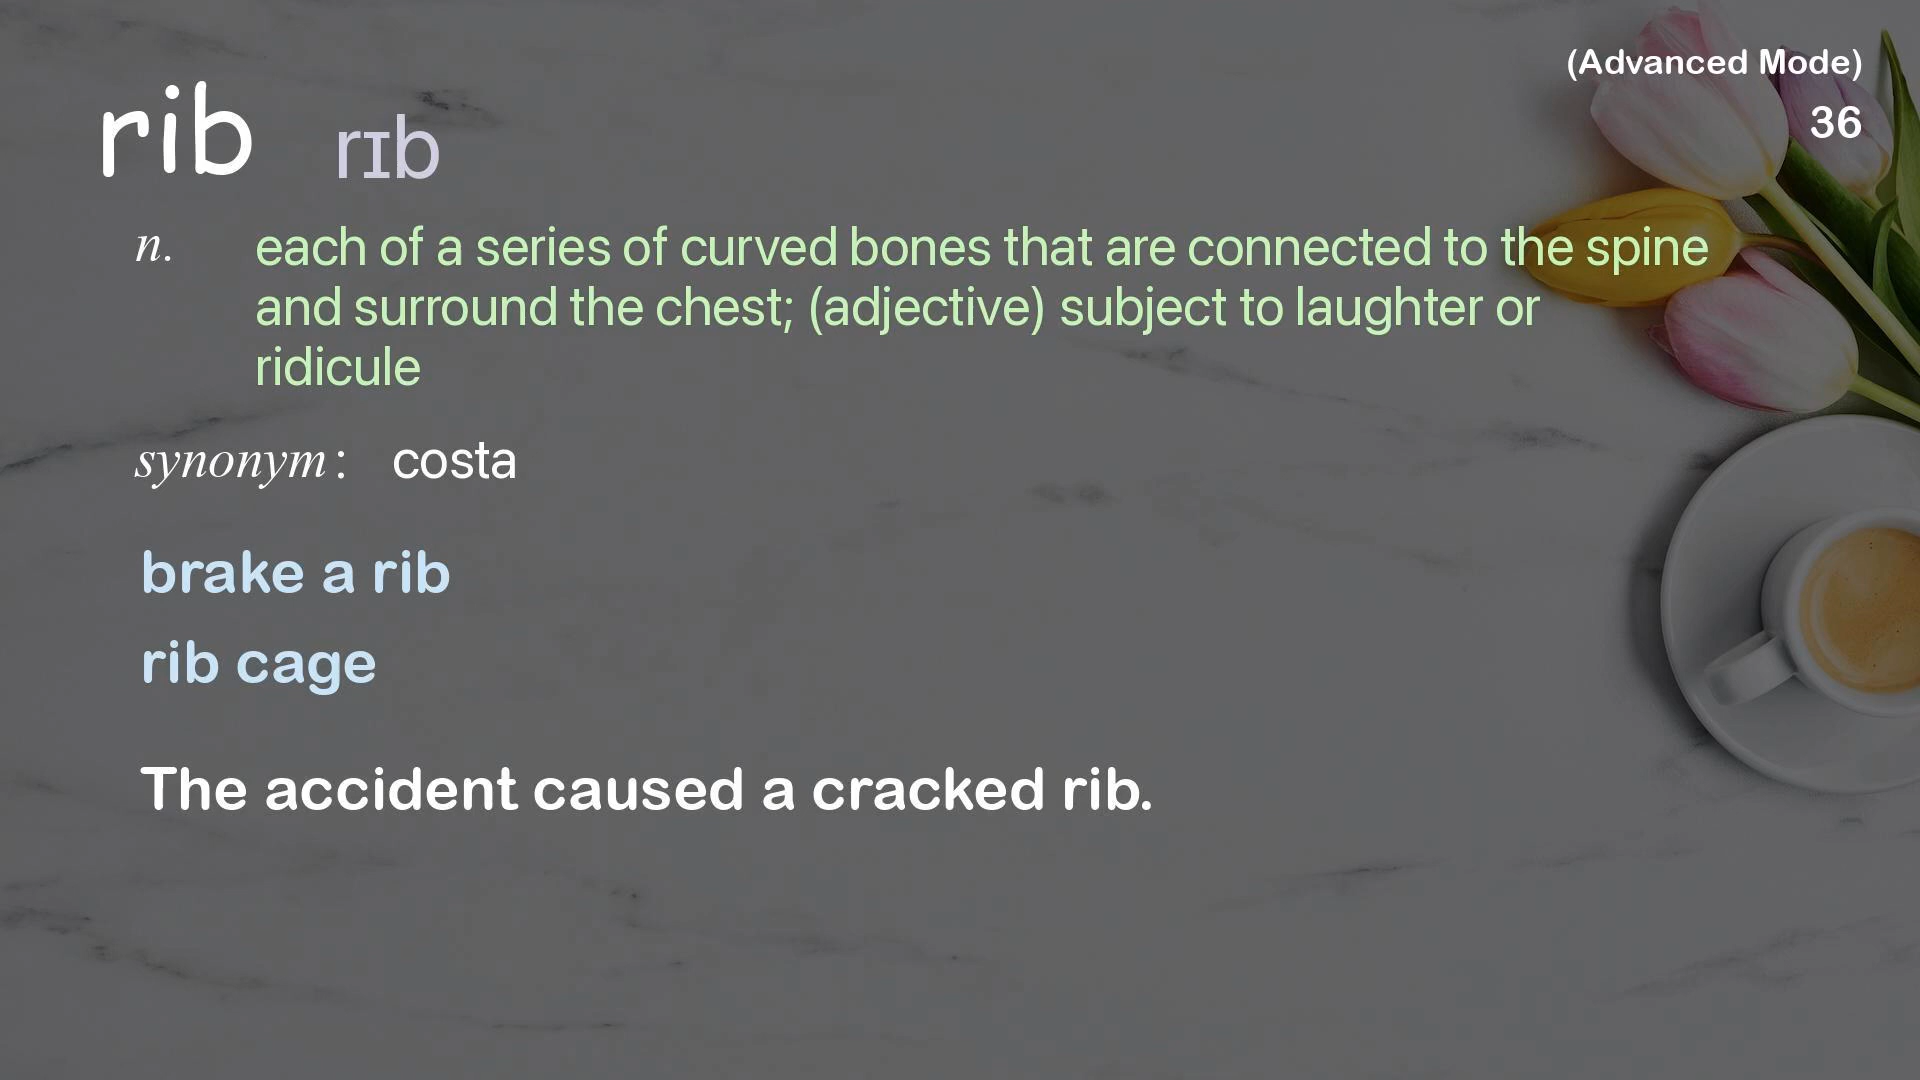 (Advanced Mode)
36
rib rɪb
n. each of a series of curved bones that are connected to the spine
and surround the chest; (adjective) subject to laughter or
ridicule
synonym: costa
brake a rib
rib cage
The accident caused a cracked rib.